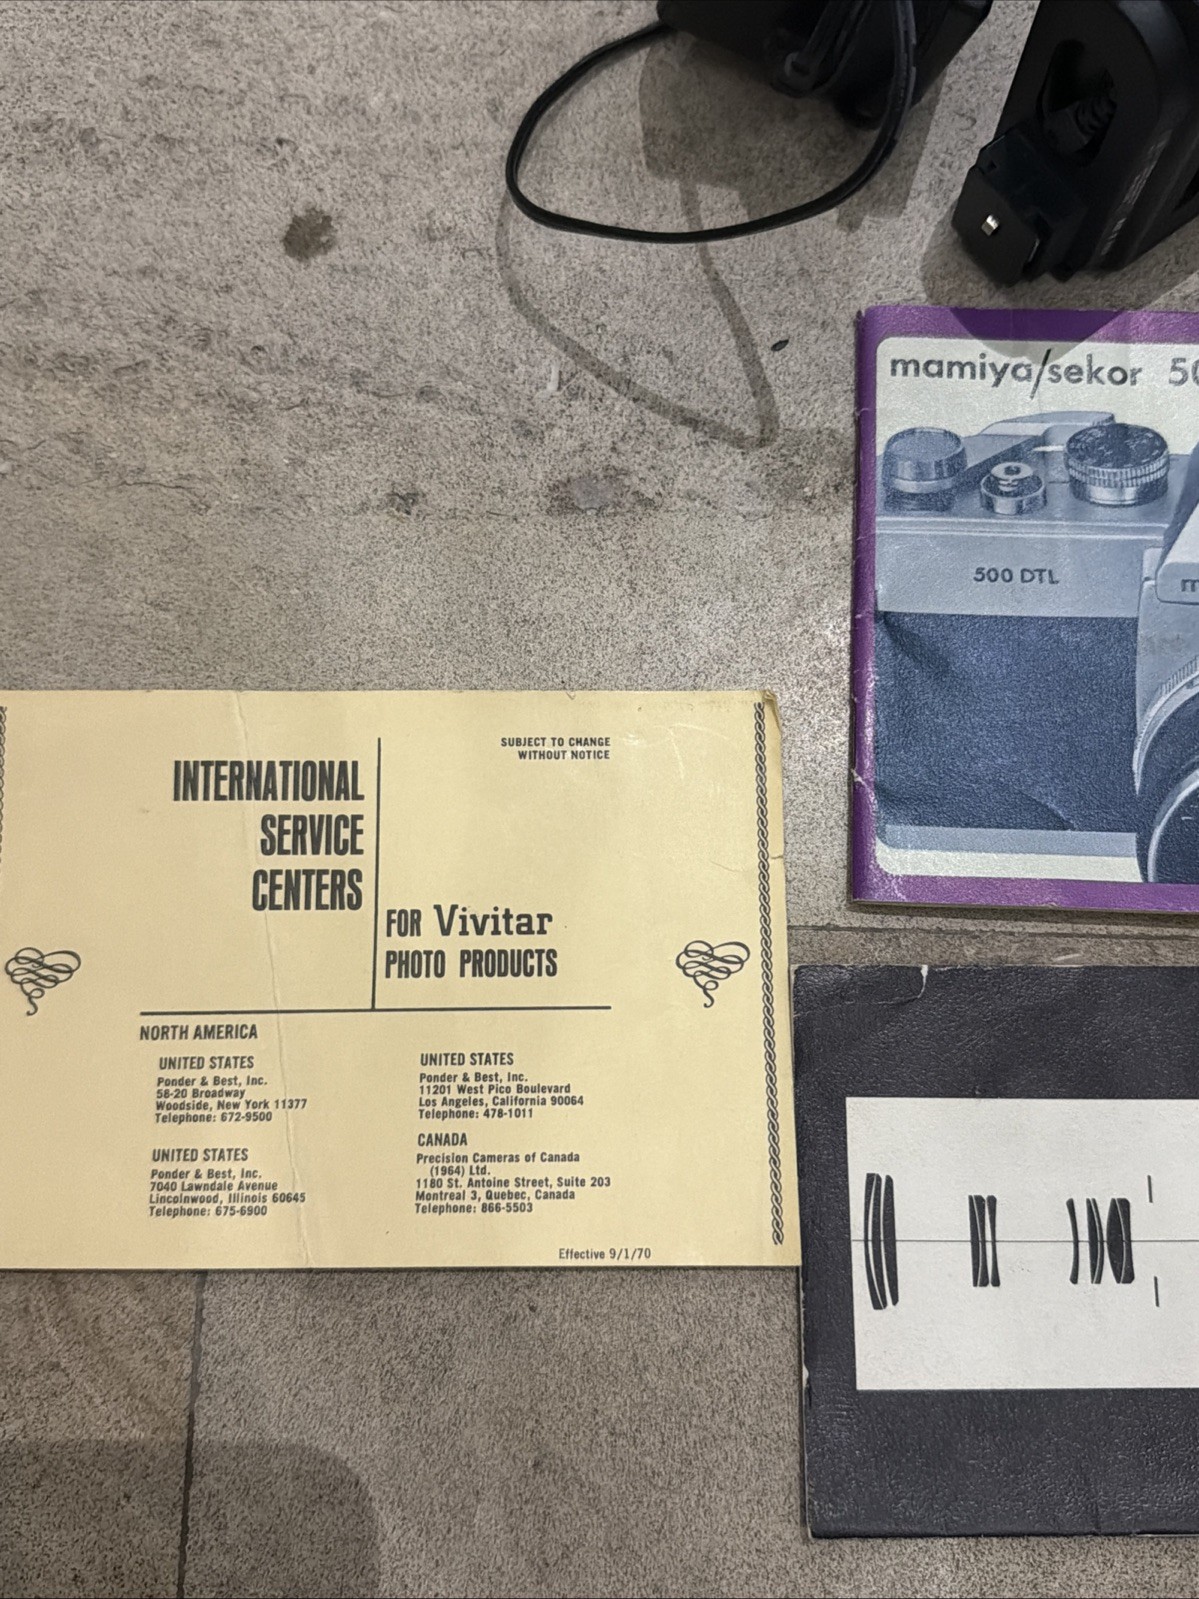 mamiya/sekor 50
500 DTL
m
SUBJECT TO CHANGE
WITHOUT NOTICE
INTERNATIONAL
SERVICE
CENTERS
FOR Vivitar
PHOTO PRODUCTS
NORTH AMERICA
UNITED STATES
Ponder & Best, Inc.
58-20 Broadway
Woodside, New York 11377
Telephone: 672-9500
UNITED STATES
Ponder & Best, Inc.
7040 Lawndale Avenue
Lincolnwood, Illinois 60645
Telephone: 675-6900
UNITED STATES
Ponder & Best, Inc.
11201 West Pico Boulevard
Los Angeles, California 90064
Telephone: 478-1011
CANADA
Precision Cameras of Canada
(1964) Ltd.
1180 St. Antoine Street, Suite 203
Montreal 3, Quebec, Canada
Telephone: 866-5503
Effective 9/1/70